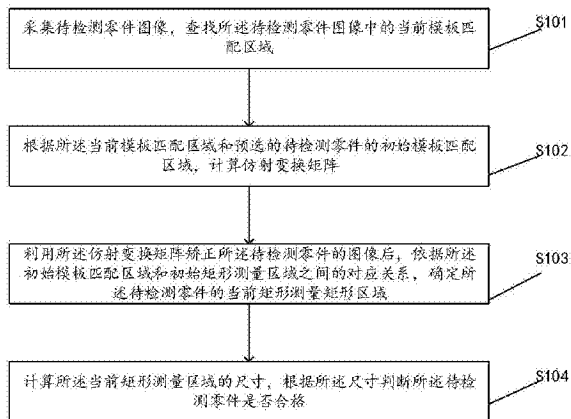 采集待检测零件图像，查找所述待检测零件图像中的当前模板匹
配区域
S101
根据所述当前模板匹配区域和预选的待检测零件的初始模板匹配
区域，计算仿射变换矩阵
S102
利用所述仿射变换矩阵矫正所述待检测零件的图像后，依据所述
初始模板匹配区域和初始矩形测量区域之间的对应关系，确定所
述待检测零件的当前矩形测量矩形区域
S103
计算所述当前矩形测量区域的尺寸，根据所述尺寸判断所述待检
测零件是否合格
S104